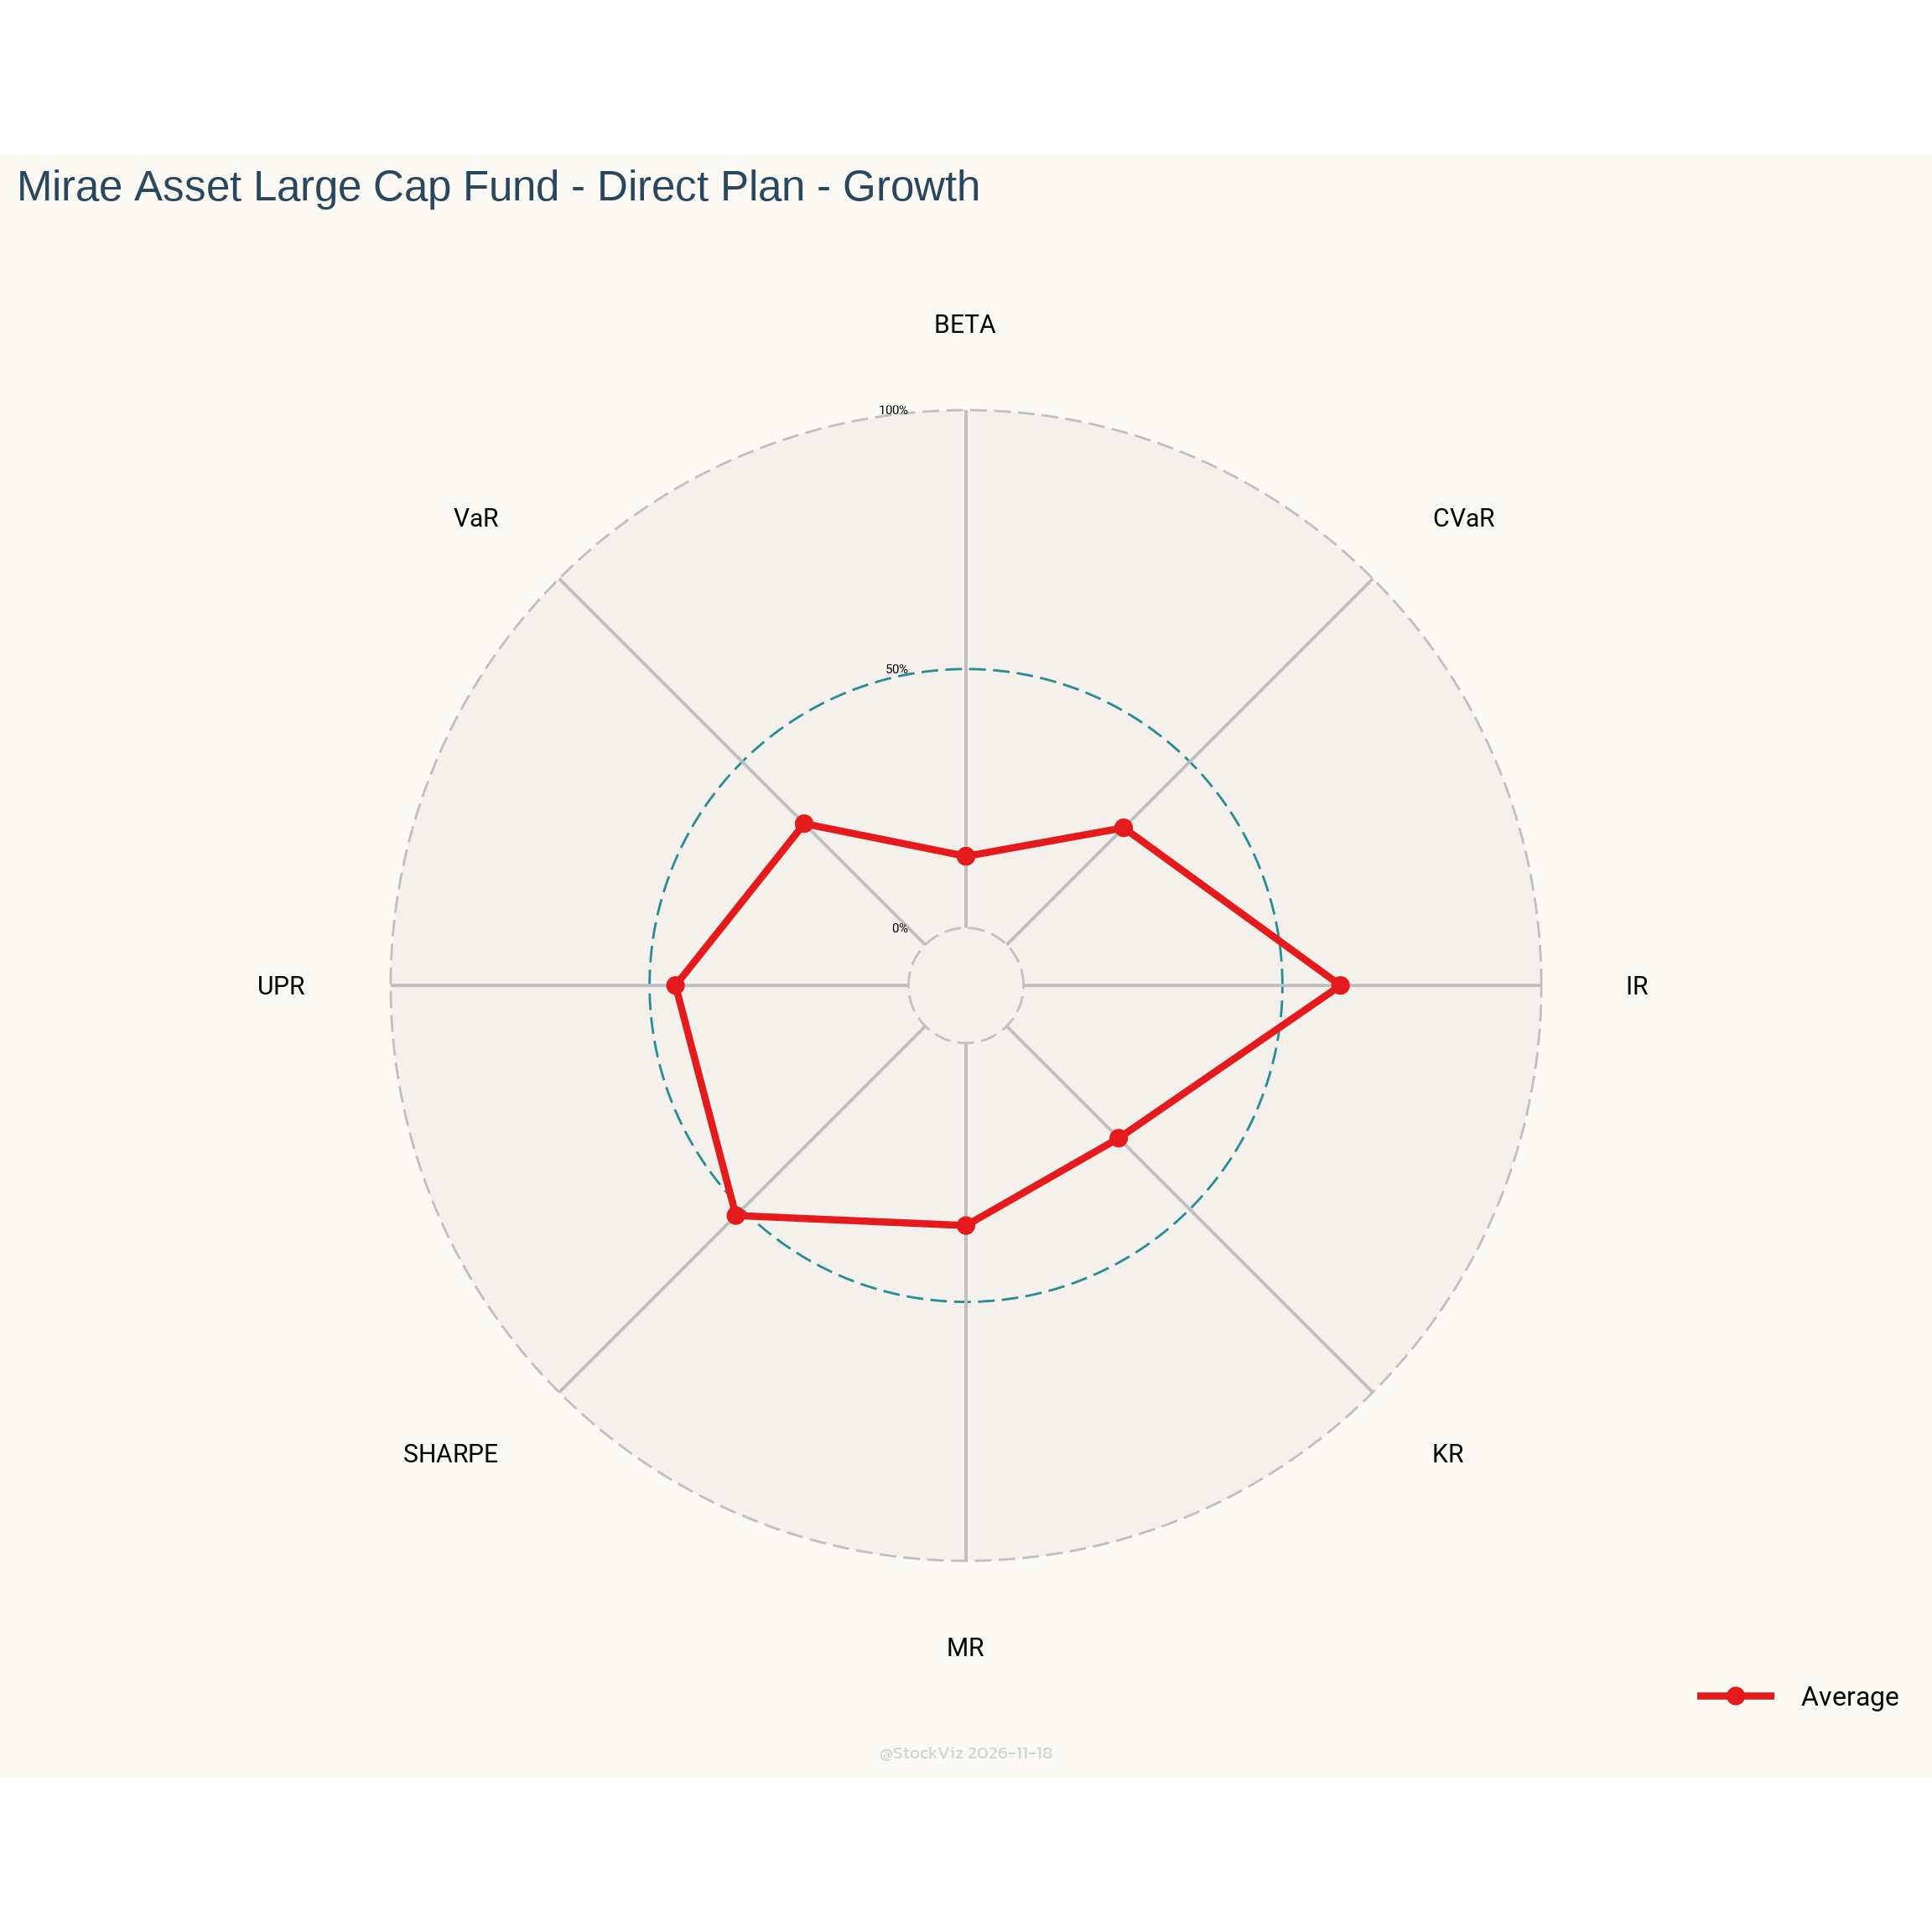 Mirae Asset Large Cap Fund - Direct Plan - Growth
BETA
100%
VaR
CVaR
50%
0%
UPR
IR
SHARPE
KR
MR
Average
@StockViz 2026-11-18